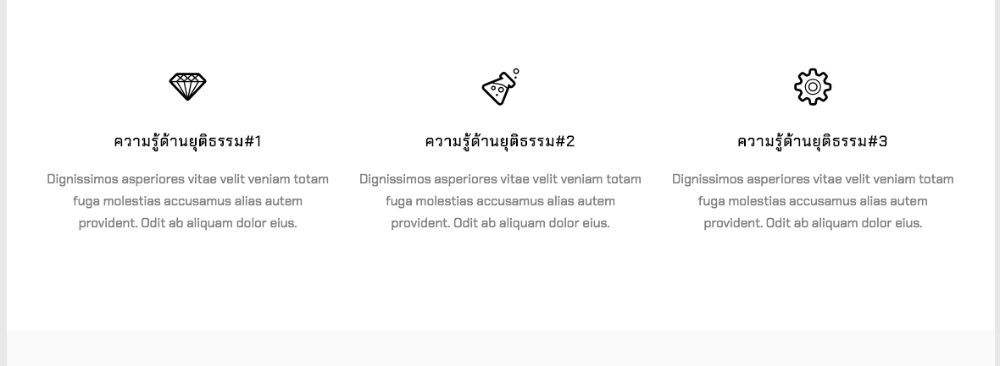 ความรู้ด้านยุติธรรม#1
Dignissimos asperiores vitae velit veniam totam
fuga molestias accusamus alias autem
provident. Odit ab aliquam dolor eius.
ความรู้ด้านยุติธรรม#2
Dignissimos asperiores vitae velit veniam totam
fuga molestias accusamus alias autem
provident. Odit ab aliquam dolor eius.
ความรู้ด้านยุติธรรม#3
Dignissimos asperiores vitae velit veniam totam
fuga molestias accusamus alias autem
provident. Odit ab aliquam dolor eius.